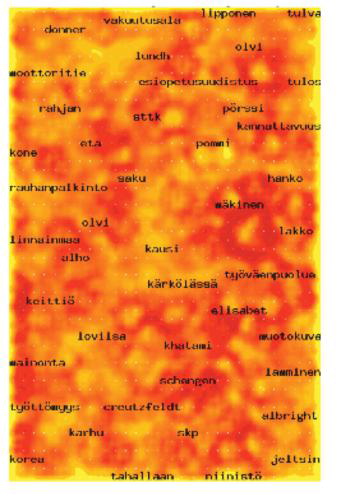 lipponen tulva
vakuutusala
donner
olvi
lundh
moottoritie
esiopetusuudistus tulos
rahjan pörssi
sttk
kannattavuus
eta pommi
kone
saku hanko
rauhanpalkinto
mäkinen
olvi
lakko
linnainmaa
kausi
alho
työväenpuolue
kärkölässä
keittiö
elisabet
loviisa muotokuva
khatami
mainonta
lamminen
schengen
työttömyys creutzfeldt
albright
karhu skp
korea jeltsin
tahallaan niinistö